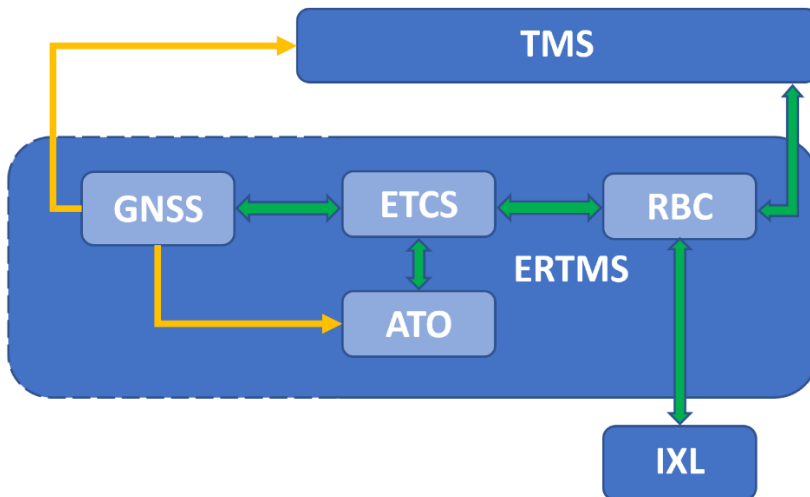 TMS
GNSS
ETCS
RBC
ERTMS
ATO
IXL